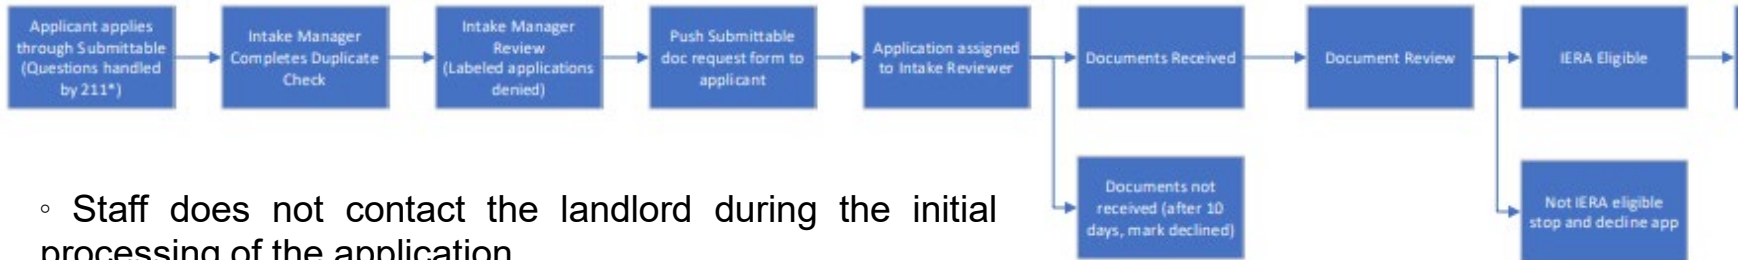 Applicant applies
through Submittable
(Questions handled
by 211*)
Intake Manager
Completes Duplicate
Check
Intake Manager
Review
(Labeled applications
denied)
Push Submittable
doc request form to
applicant
Application assigned
to Intake Reviewer
Documents Received
Document Review
IERA Eligible
Documents not
received (after 10
days, mark declined)
Not IERA eligible
stop and decline app
◦ Staff does not contact the landlord during the initial
processing of the application